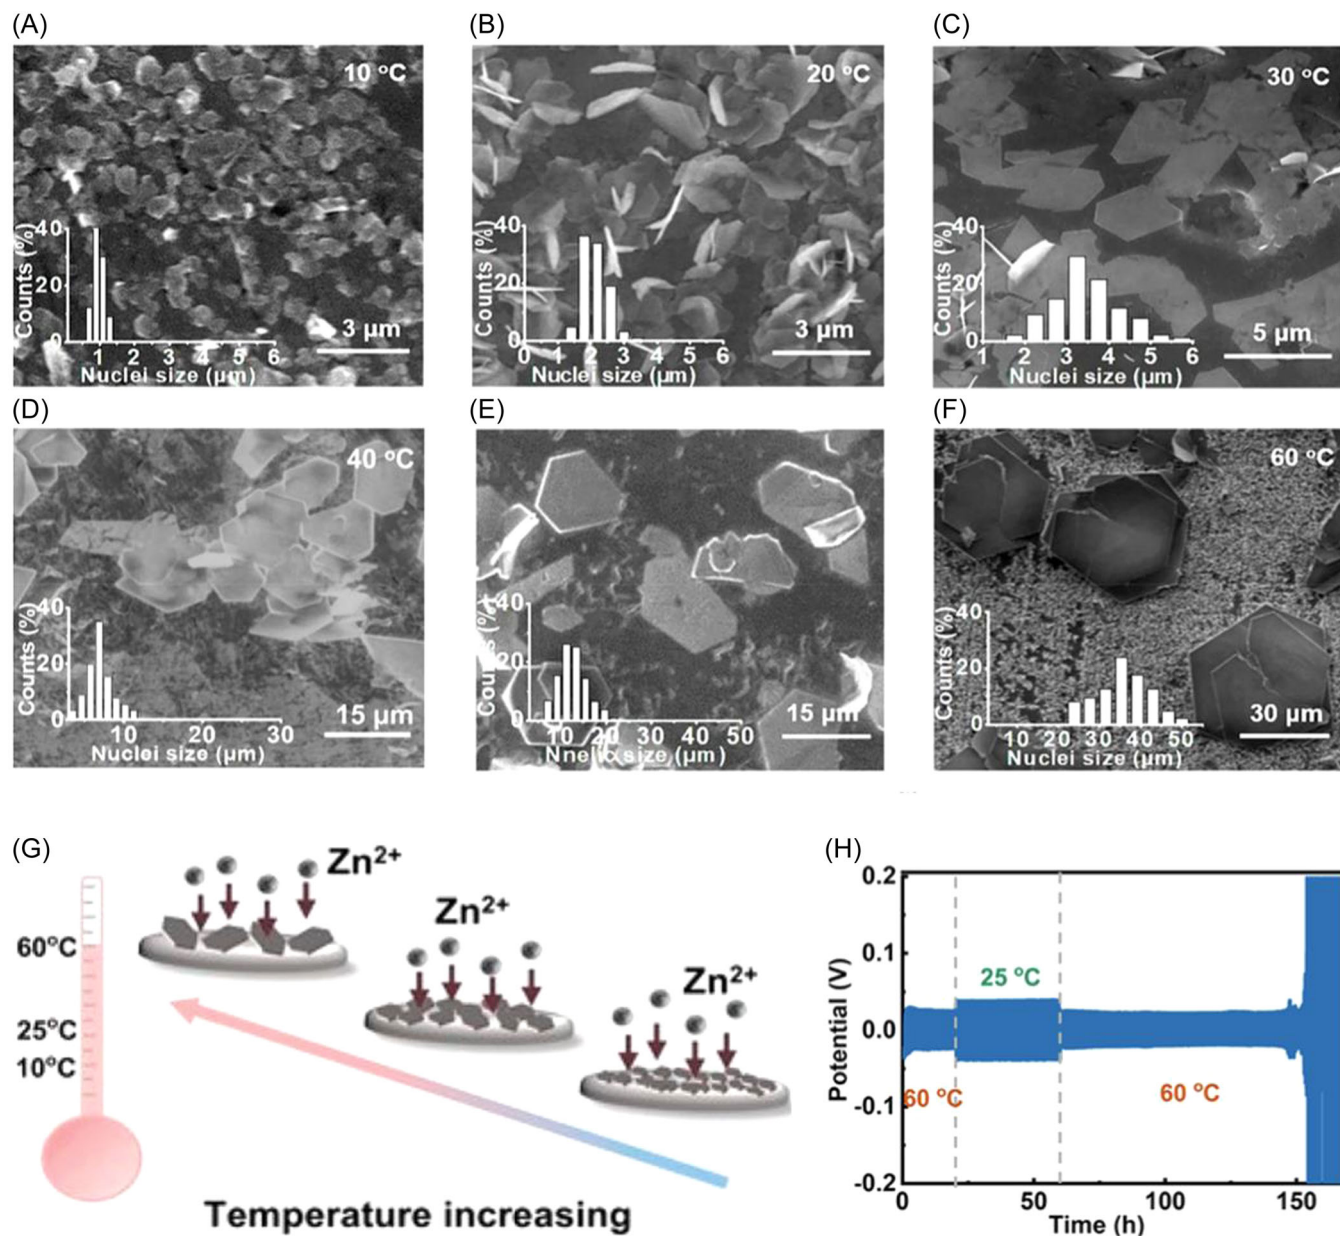 (A)
(B)
(C)
10 °C
20 °C
30 °C
Counts (%)
40
20
0
1 2 3 4 5 6
Nuclei size (μm)
3 μm
Counts (%)
40
20
0
0 1 2 3 4 5 6
Nuclei size (μm)
3 μm
Counts (%)
40
20
0
1 2 3 4 5 6
Nuclei size (μm)
5 μm
(D)
(E)
(F)
40 °C
60 °C
Counts (%)
40
20
0
10 20 30
Nuclei size (μm)
15 μm
Counts (%)
40
20
0
10 20 30 40 50
size (μm)
15 μm
Counts (%)
40
20
0
10 20 30 40 50
Nuclei size (μm)
30 μm
(G)
Zn²⁺
Zn²⁺
Zn²⁺
60°C
25°C
10°C
Temperature increasing
(H)
Potential (V)
0.2
0.1
0.0
-0.1
-0.2
25 °C
60 °C
60 °C
0 50 100 150
Time (h)